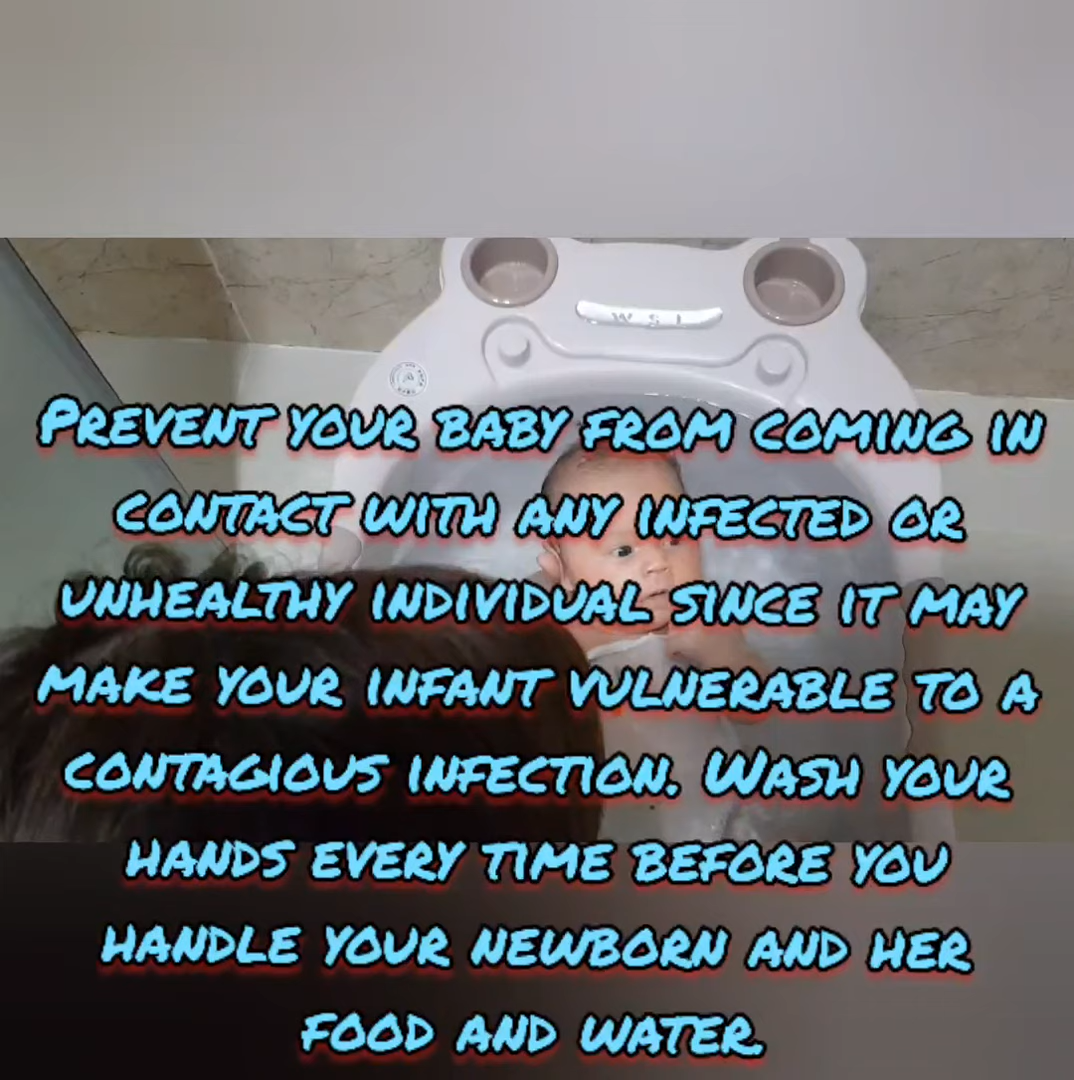 W S I
Prevent your baby from coming in
contact with any infected or
unhealthy individual since it may
make your infant vulnerable to a
contagious infection. Wash your
hands every time before you
handle your newborn and her
food and water.